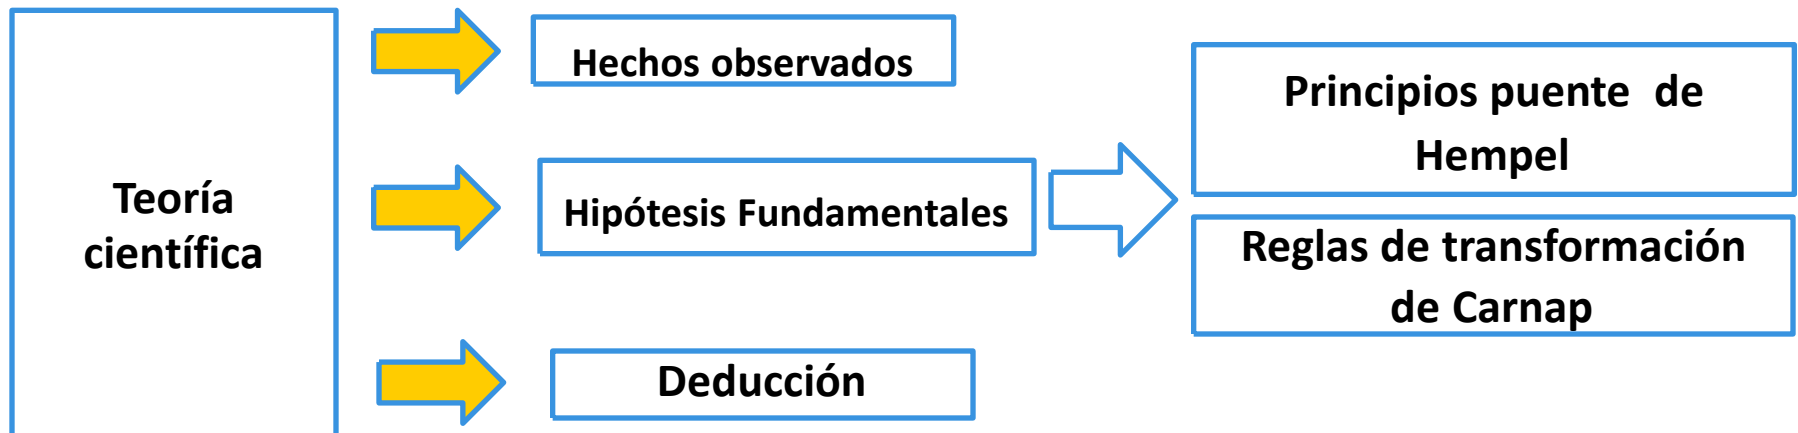 Teoría
científica
Hechos observados
Hipótesis Fundamentales
Deducción
Principios puente de
Hempel
Reglas de transformación
de Carnap